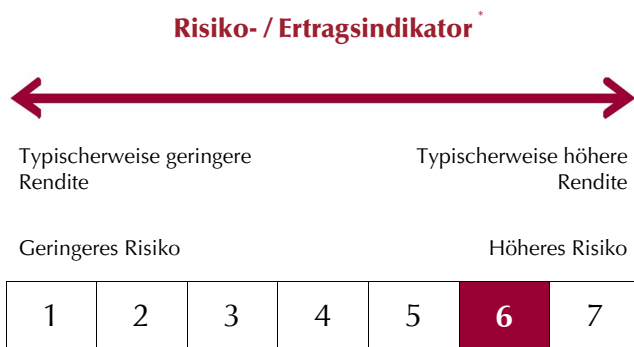 Risiko- / Ertragsindikator *
Typischerweise geringere Rendite
Typischerweise höhere Rendite
Geringeres Risiko
Höheres Risiko
1 2 3 4 5 6 7